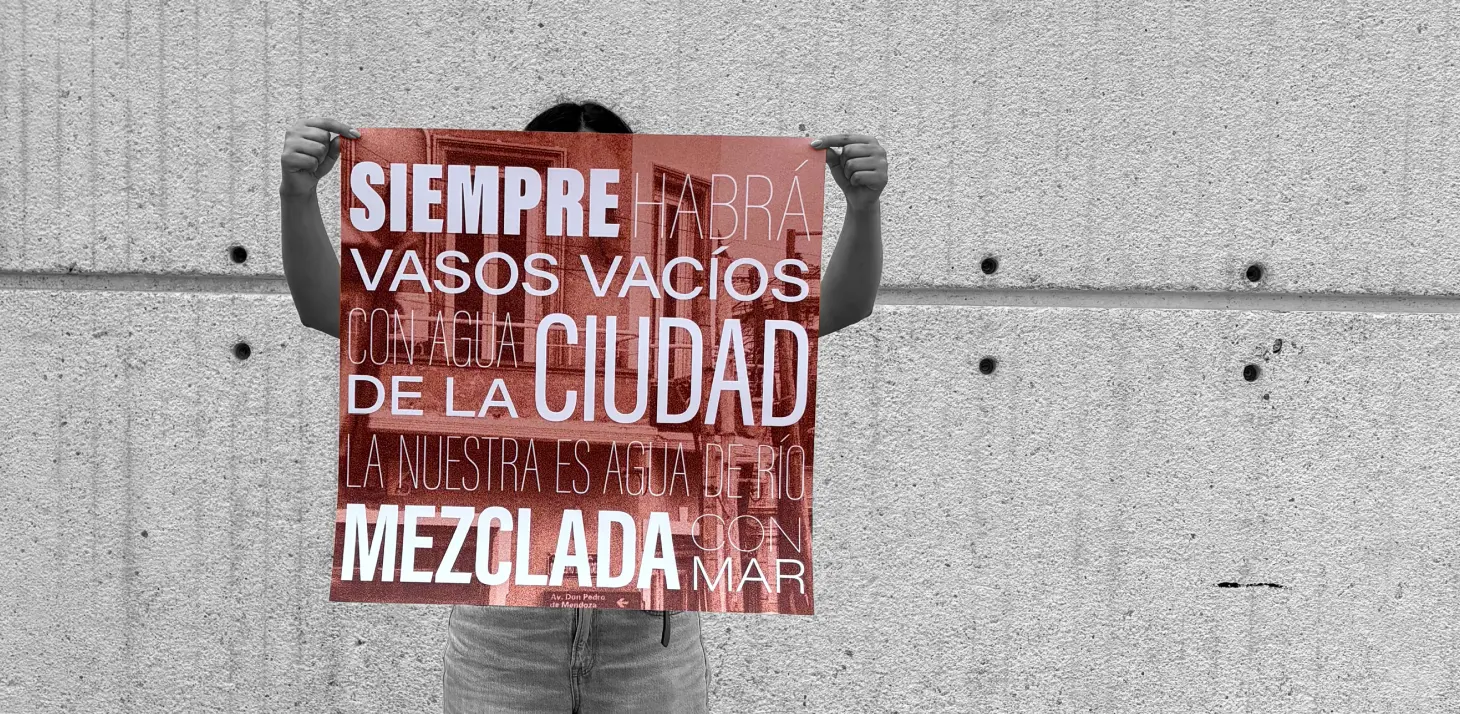 SIEMPRE HABRÁ
VASOS VACÍOS
CON AGUA
DE LA CIUDAD
LA NUESTRA ES AGUA DE RÍO
MEZCLADA CON
MAR
Av. Don Pedro
de Mendoza